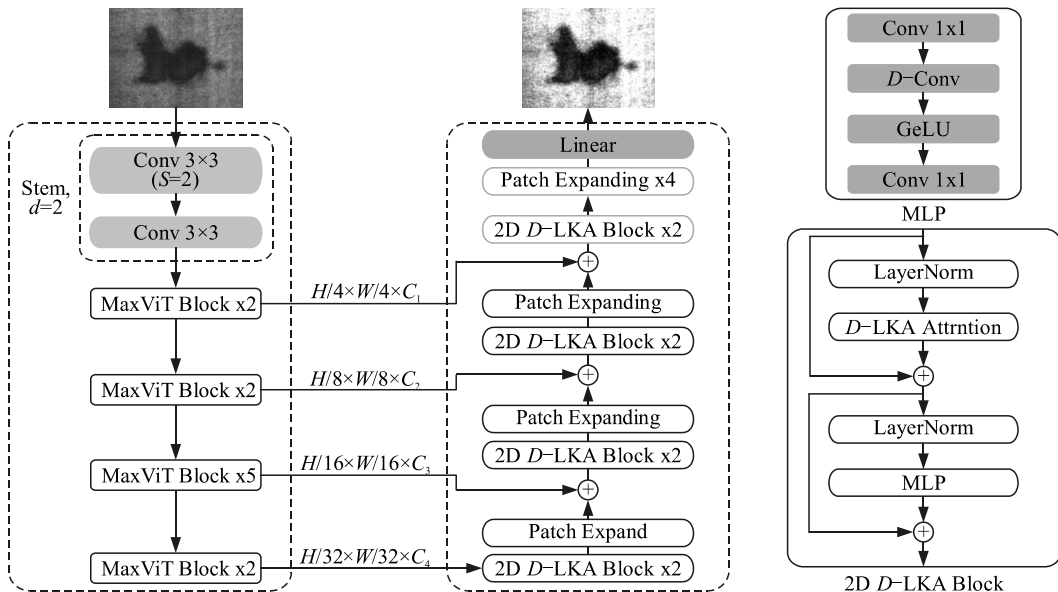 Stem,
d=2
Conv 3×3
(S=2)
Conv 3×3
MaxViT Block x2
MaxViT Block x2
MaxViT Block x5
MaxViT Block x2
H/4×W/4×C₁
H/8×W/8×C₂
H/16×W/16×C₃
H/32×W/32×C₄
Linear
Patch Expanding x4
2D D-LKA Block x2
Patch Expanding
2D D-LKA Block x2
Patch Expanding
2D D-LKA Block x2
Patch Expand
2D D-LKA Block x2
Conv 1x1
D-Conv
GeLU
Conv 1x1
MLP
LayerNorm
D-LKA Attrntion
LayerNorm
MLP
2D D-LKA Block